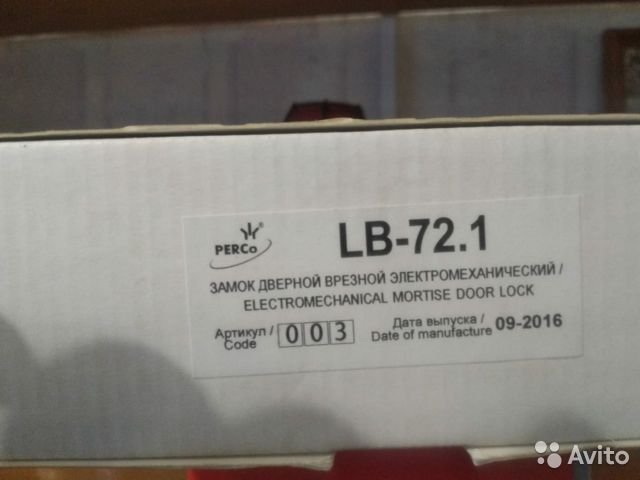 PERCo®
LB-72.1
ЗАМОК ДВЕРНОЙ ВРЕЗНОЙ ЭЛЕКТРОМЕХАНИЧЕСКИЙ /
ELECTROMECHANICAL MORTISE DOOR LOCK
Артикул / 003 Дата выпуска / 09-2016
Code Date of manufacture
Avito